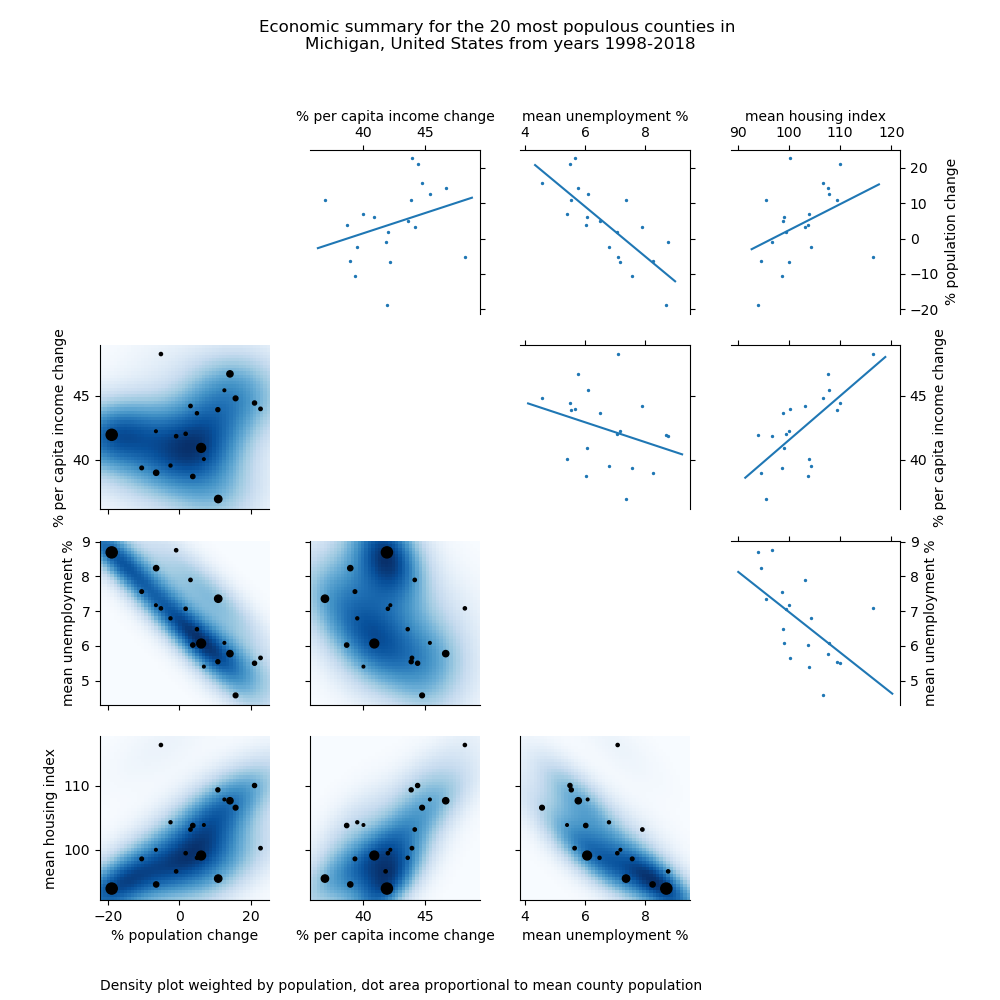 Economic summary for the 20 most populous counties in
Michigan, United States from years 1998-2018
% per capita income change mean unemployment % mean housing index
40 45 4 6 8 90 100 110 120
20
10
0
−10
−20
% population change
% per capita income change
45
40
% per capita income change
45
40
mean unemployment %
9
8
7
6
5
9
8
7
6
5
mean unemployment %
mean housing index
110
100
−20 0 20 40 45 4 6 8
% population change % per capita income change mean unemployment %
Density plot weighted by population, dot area proportional to mean county population